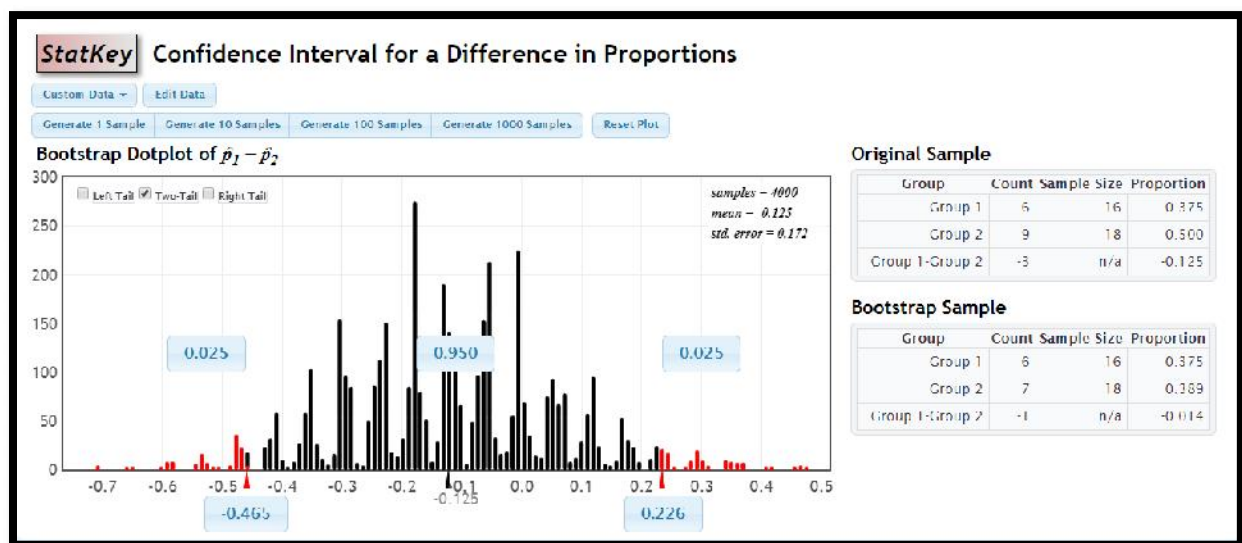 StatKey Confidence Interval for a Difference in Proportions
Custom Data Edit Data
Generate 1 Sample Generate 10 Samples Generate 100 Samples Generate 1000 Samples Reset Plot
Bootstrap Dotplot of p̂₁ − p̂₂
Left Tail Two-Tail Right Tail
samples = 4000
mean = -0.125
std. error = 0.172
300
250
200
150
100
50
0
0.025 0.950 0.025
-0.7 -0.6 -0.5 -0.4 -0.3 -0.2 -0.1 0.0 0.1 0.2 0.3 0.4 0.5
-0.125
-0.465 0.226
Original Sample
Group Count Sample Size Proportion
Group 1 6 16 0.375
Group 2 9 18 0.500
Group 1-Group 2 -3 n/a -0.125
Bootstrap Sample
Group Count Sample Size Proportion
Group 1 6 16 0.375
Group 2 7 18 0.389
Group 1-Group 2 -1 n/a -0.014